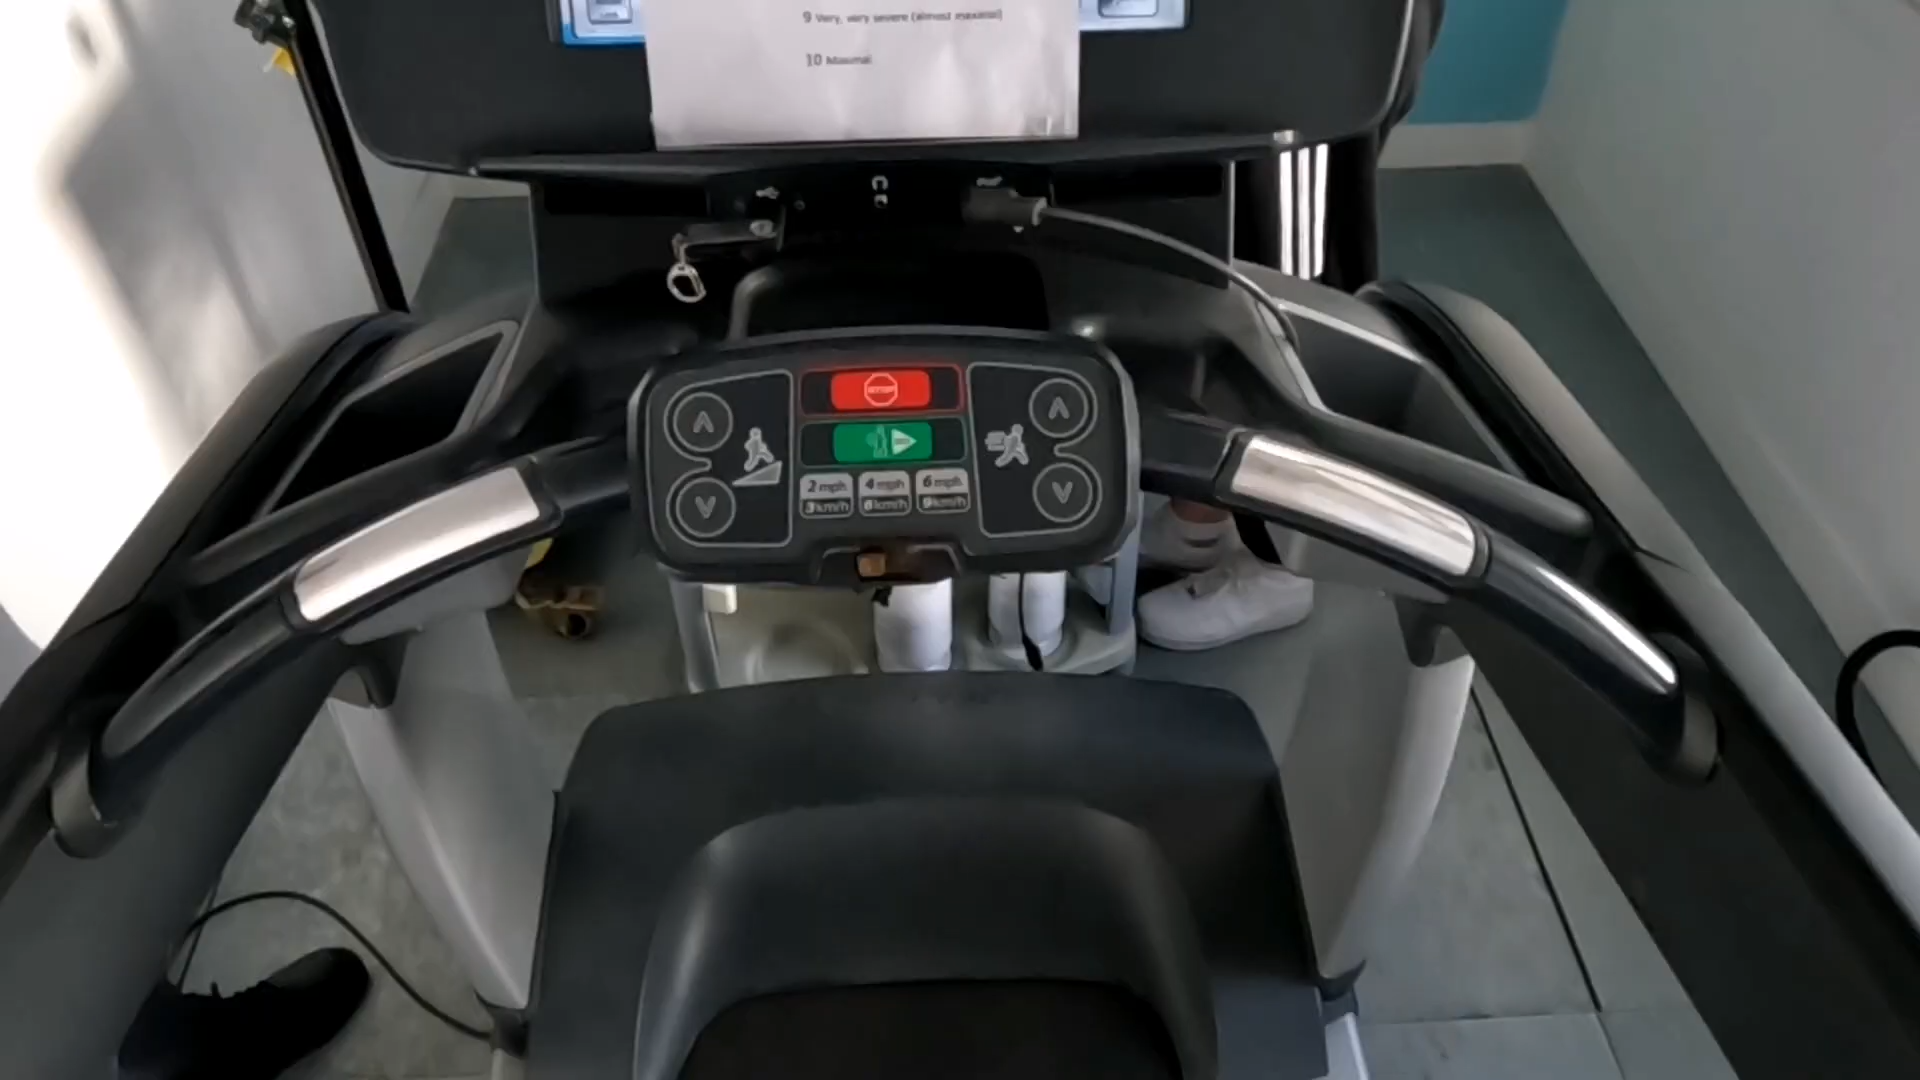 9 Very, very severe (almost maximal)
10 Maximal
STOP
2 mph 4 mph 6 mph
3 km/h 6 km/h 9 km/h